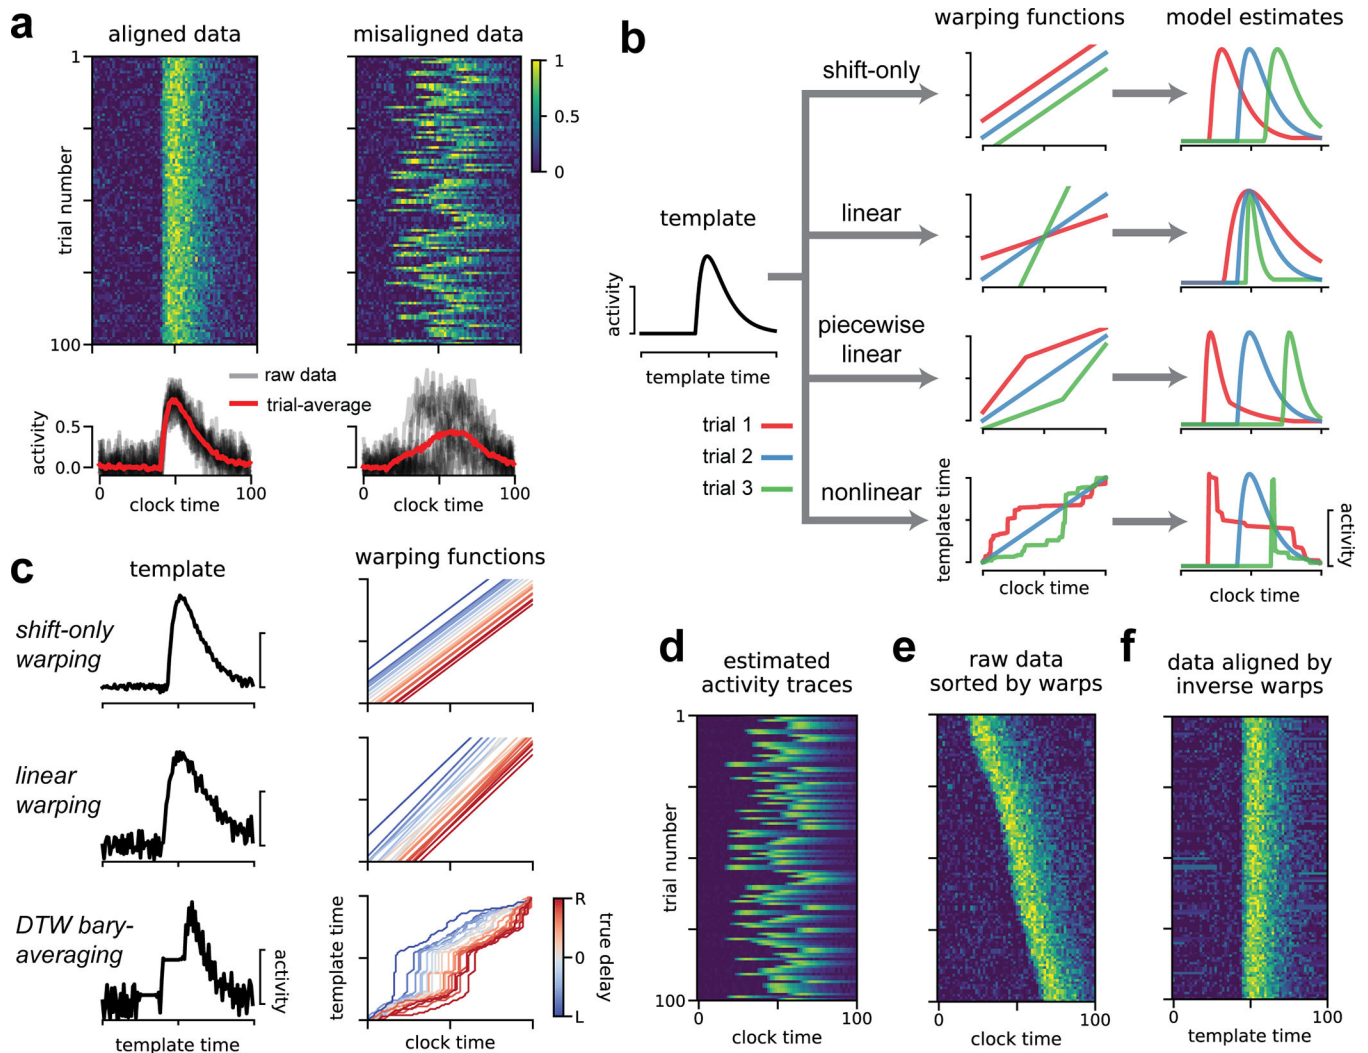 a
aligned data
misaligned data
1
trial number
100
1
0.5
0
raw data
trial-average
activity
0.5
0.0
0
100
clock time
0
100
clock time
b
warping functions
model estimates
shift-only
linear
template
activity
template time
piecewise
linear
trial 1
trial 2
trial 3
nonlinear
template time
clock time
activity
clock time
c
template
warping functions
shift-only
warping
linear
warping
DTW bary-
averaging
activity
template time
template time
clock time
R
0
L
true delay
d
estimated
activity traces
1
trial number
100
0
100
clock time
e
raw data
sorted by warps
0
100
clock time
f
data aligned by
inverse warps
0
100
template time